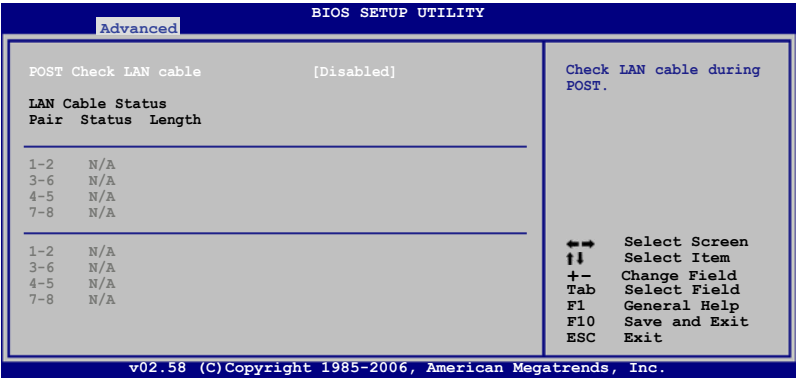 BIOS SETUP UTILITY
Advanced
POST Check LAN cable [Disabled]
LAN Cable Status
Pair Status Length
1-2 N/A
3-6 N/A
4-5 N/A
7-8 N/A
1-2 N/A
3-6 N/A
4-5 N/A
7-8 N/A
Check LAN cable during
POST.
←→ Select Screen
↑↓ Select Item
+- Change Field
Tab Select Field
F1 General Help
F10 Save and Exit
ESC Exit
v02.58 (C)Copyright 1985-2006, American Megatrends, Inc.